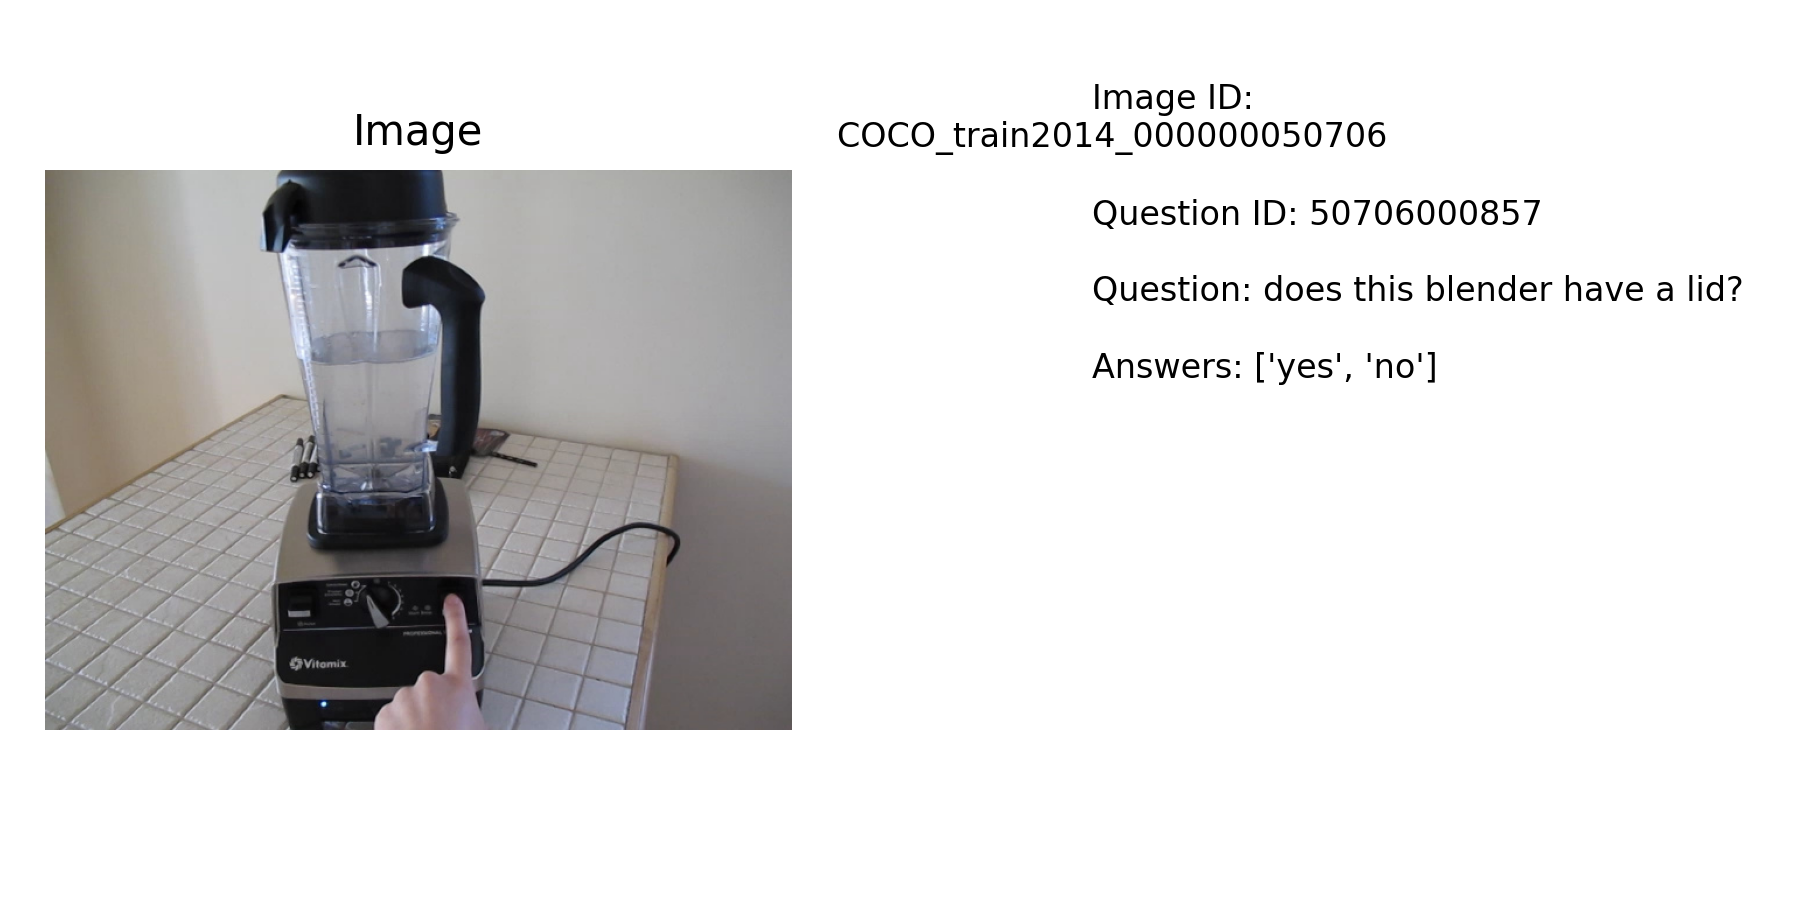 Image
Image ID:
COCO_train2014_000000050706
Question ID: 50706000857
Question: does this blender have a lid?
Answers: ['yes', 'no']
PROFESSIONAL
Vitamix